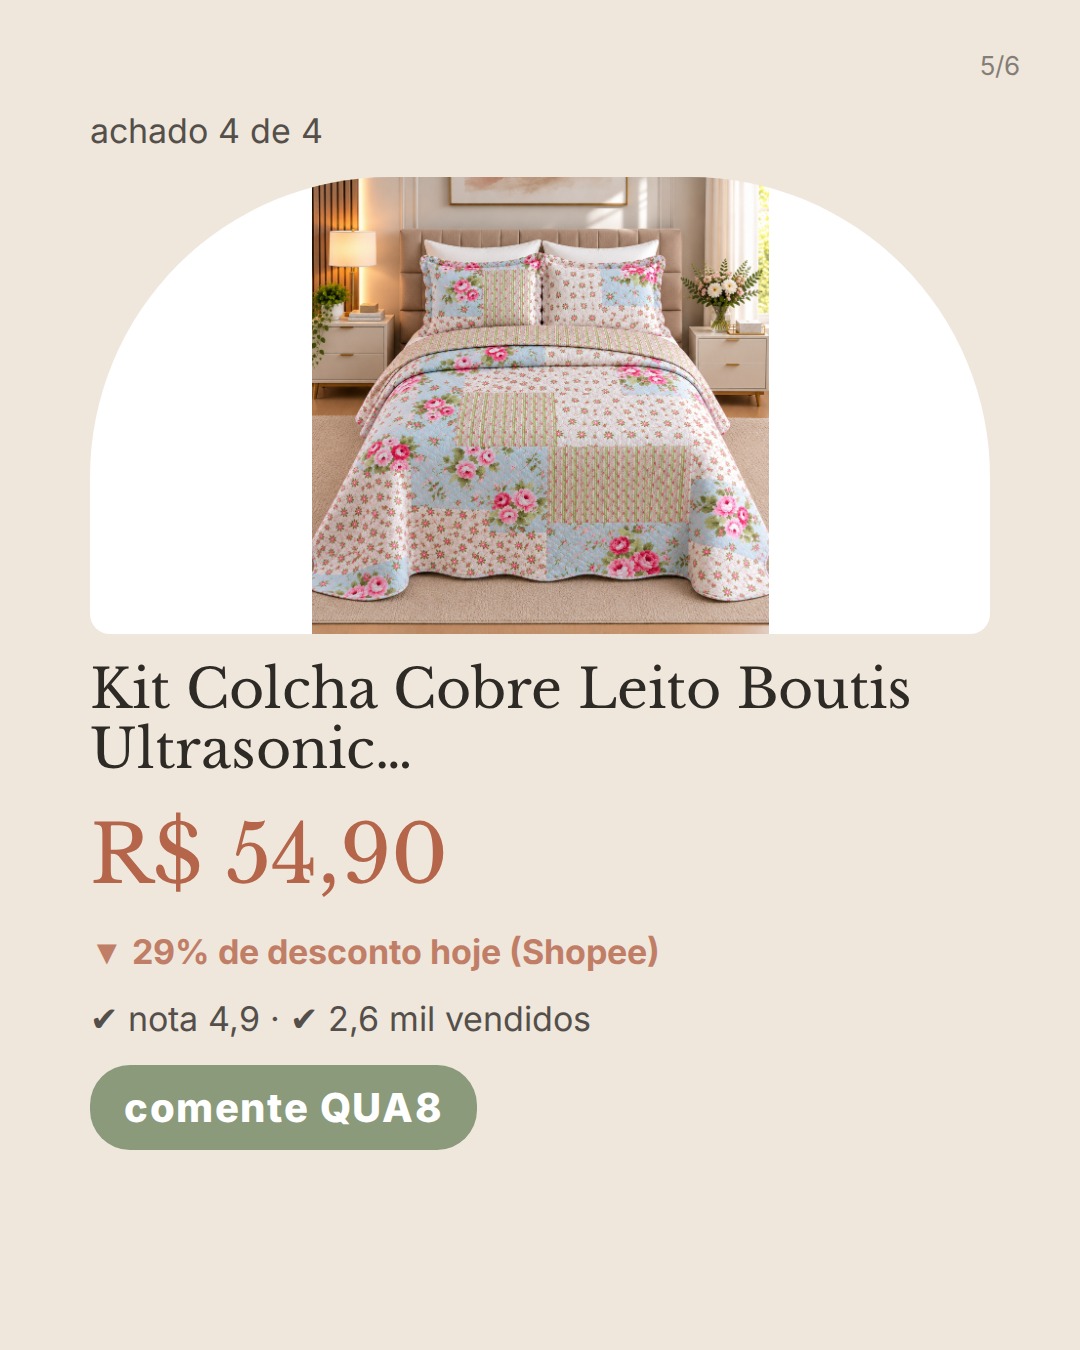 5/6
achado 4 de 4
Kit Colcha Cobre Leito Boutis
Ultrasonic...
R$ 54,90
▼ 29% de desconto hoje (Shopee)
✔ nota 4,9 · ✔ 2,6 mil vendidos
comente QUA8